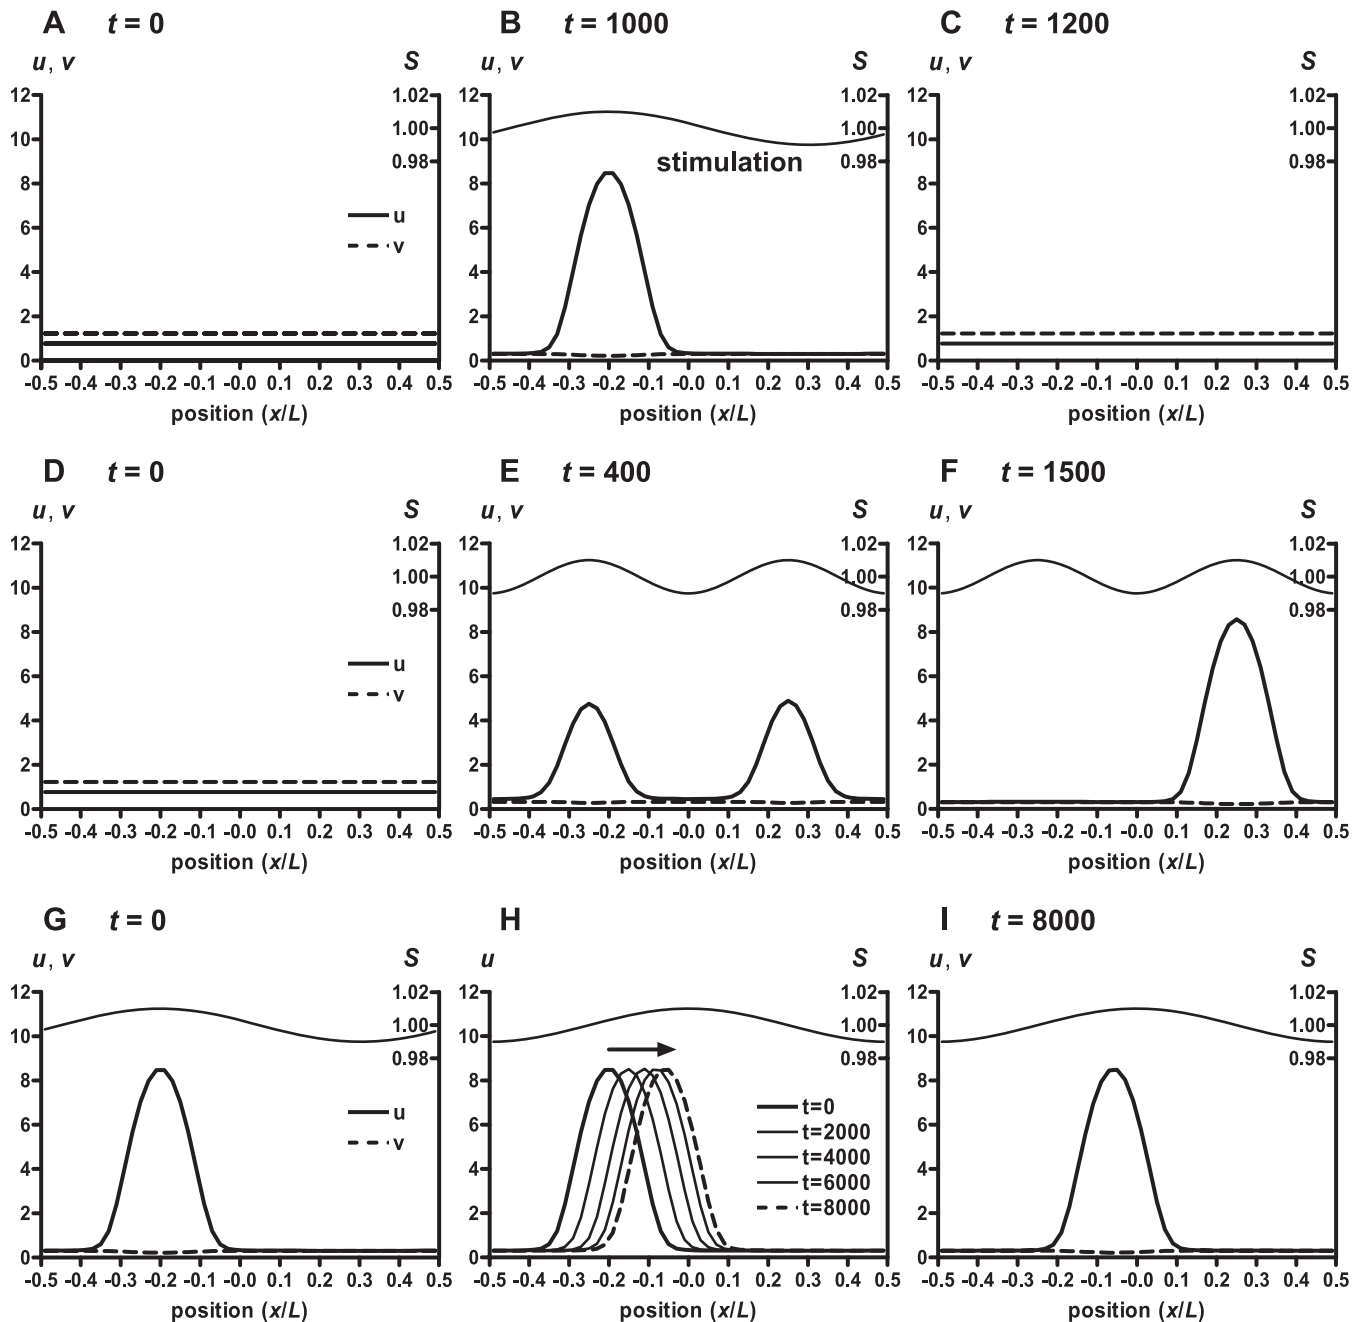 A t = 0 B t = 1000 C t = 1200
u, v S u, v S u, v S
12 1.02 12 1.02 12 1.02
10 1.00 10 1.00 10 1.00
0.98 0.98 0.98
stimulation
8 8 8
6 u 6 6
v
4 4 4
2 2 2
0 0 0
-0.5 -0.4 -0.3 -0.2 -0.1 -0.0 0.1 0.2 0.3 0.4 0.5 -0.5 -0.4 -0.3 -0.2 -0.1 -0.0 0.1 0.2 0.3 0.4 0.5 -0.5 -0.4 -0.3 -0.2 -0.1 -0.0 0.1 0.2 0.3 0.4 0.5
position (x/L) position (x/L) position (x/L)
D t = 0 E t = 400 F t = 1500
u, v S u, v S u, v S
12 1.02 12 1.02 12 1.02
10 1.00 10 1.00 10 1.00
0.98 0.98 0.98
8 8 8
6 u 6 6
v
4 4 4
2 2 2
0 0 0
-0.5 -0.4 -0.3 -0.2 -0.1 -0.0 0.1 0.2 0.3 0.4 0.5 -0.5 -0.4 -0.3 -0.2 -0.1 -0.0 0.1 0.2 0.3 0.4 0.5 -0.5 -0.4 -0.3 -0.2 -0.1 -0.0 0.1 0.2 0.3 0.4 0.5
position (x/L) position (x/L) position (x/L)
G t = 0 H I t = 8000
u, v S u S u, v S
12 1.02 12 1.02 12 1.02
10 1.00 10 1.00 10 1.00
0.98 0.98 0.98
8 8 8
6 u 6 t=0 6
v t=2000
4 4 t=4000 4
t=6000
2 2 t=8000 2
0 0 0
-0.5 -0.4 -0.3 -0.2 -0.1 -0.0 0.1 0.2 0.3 0.4 0.5 -0.5 -0.4 -0.3 -0.2 -0.1 -0.0 0.1 0.2 0.3 0.4 0.5 -0.5 -0.4 -0.3 -0.2 -0.1 -0.0 0.1 0.2 0.3 0.4 0.5
position (x/L) position (x/L) position (x/L)